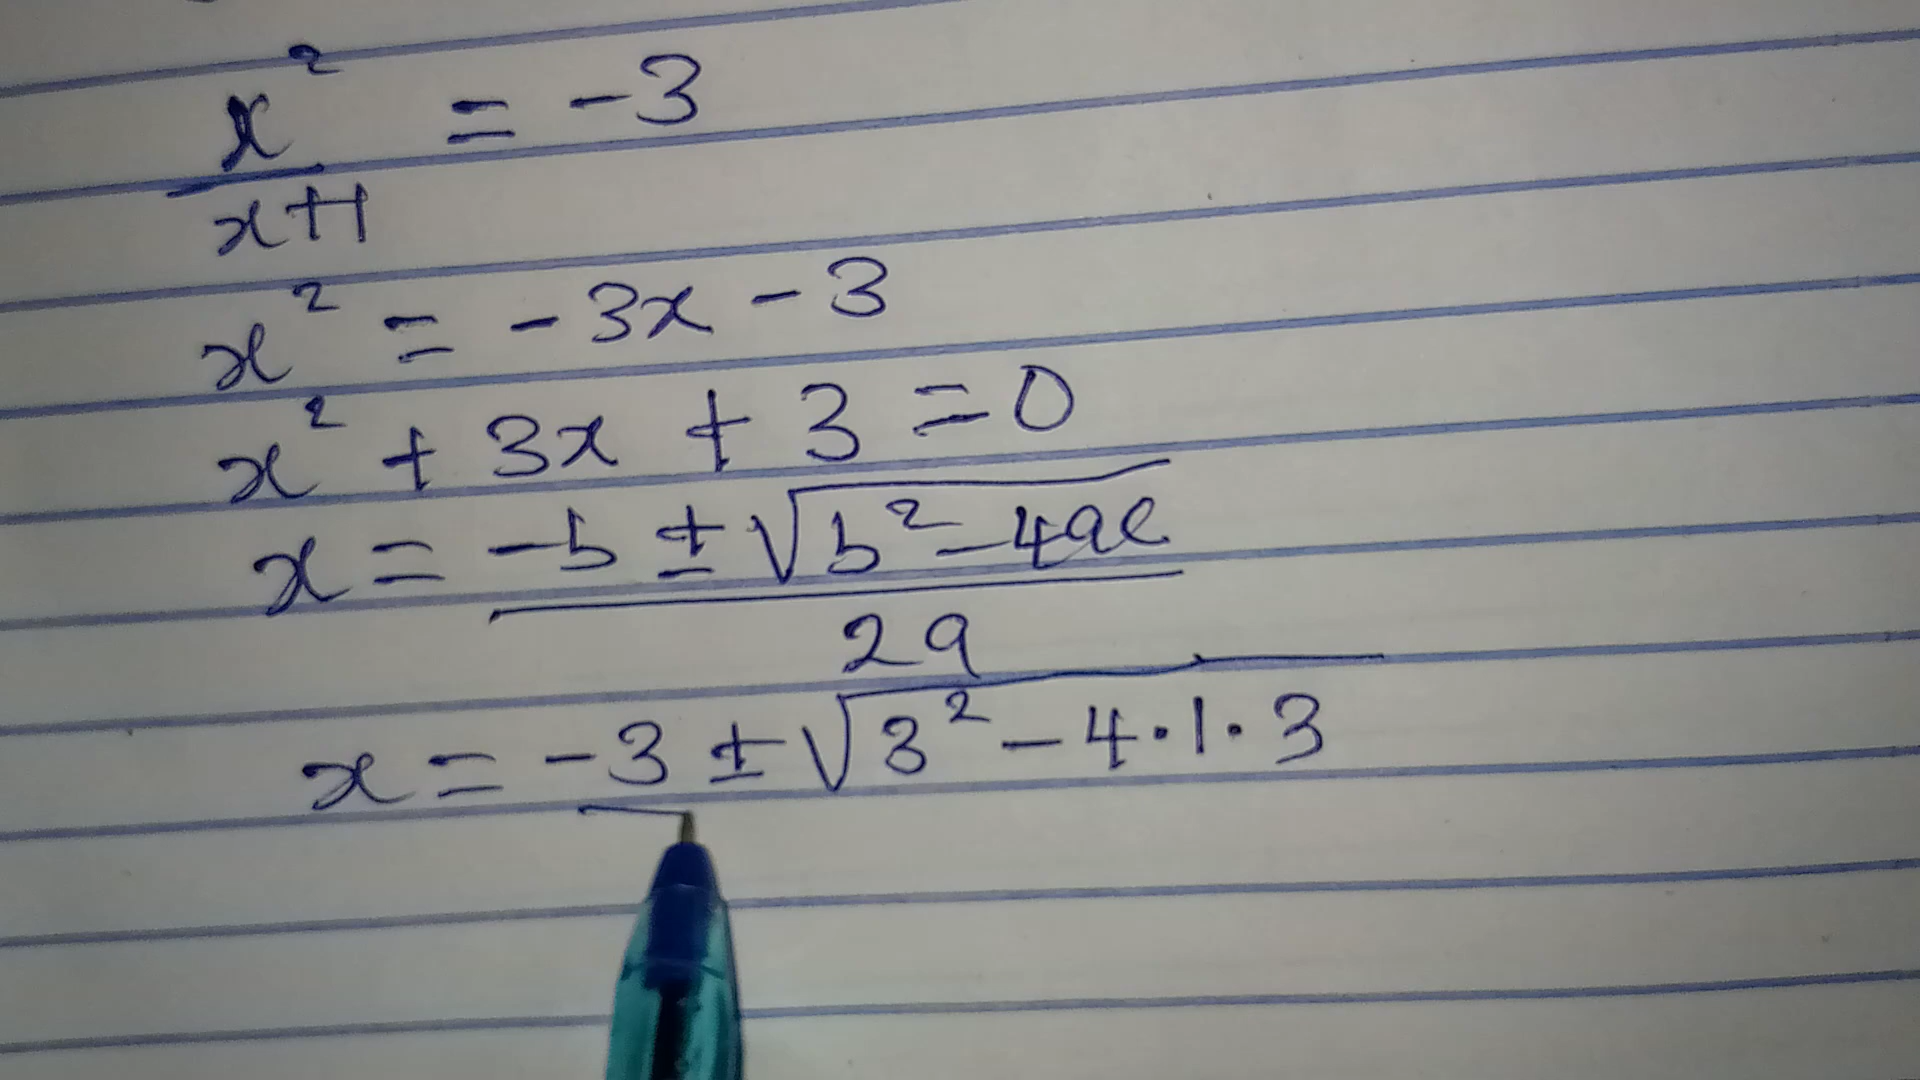 x² / x+1 = -3
x² = -3x - 3
x² + 3x + 3 = 0
x = -b ± √b² - 4ac / 2a
x = -3 ± √3² - 4·1·3